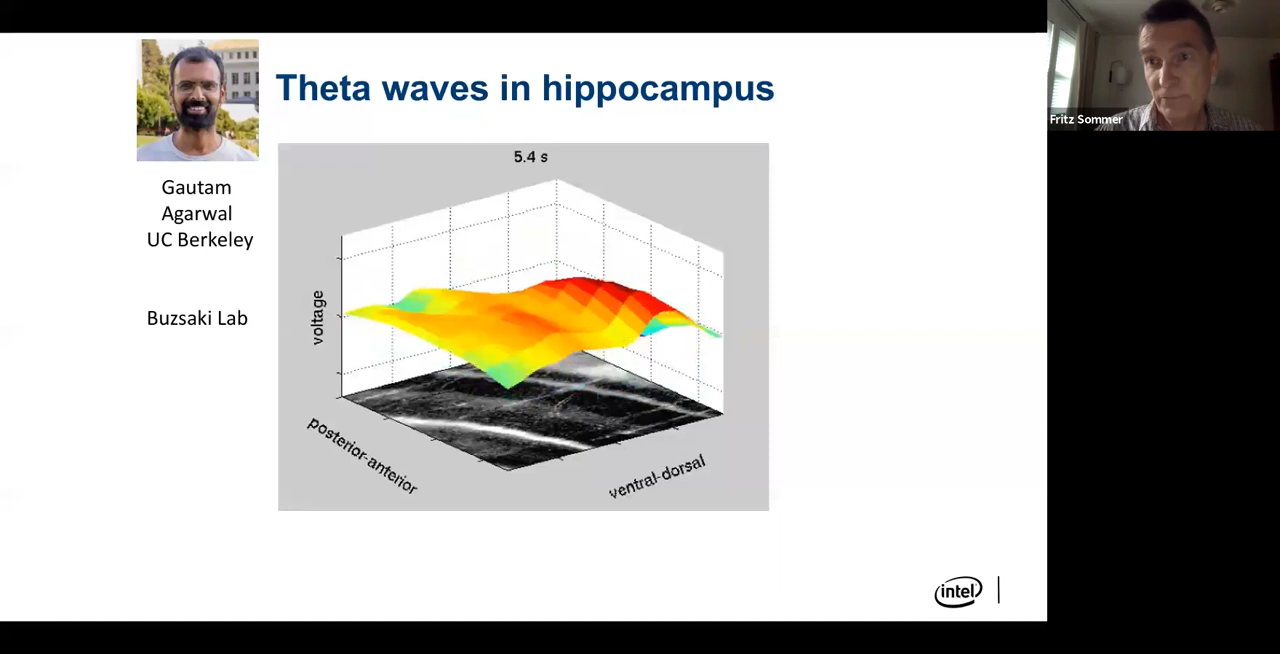 Theta waves in hippocampus
Fritz Sommer
5.4 s
Gautam
Agarwal
UC Berkeley
Buzsaki Lab
voltage
posterior-anterior
ventral-dorsal
intel